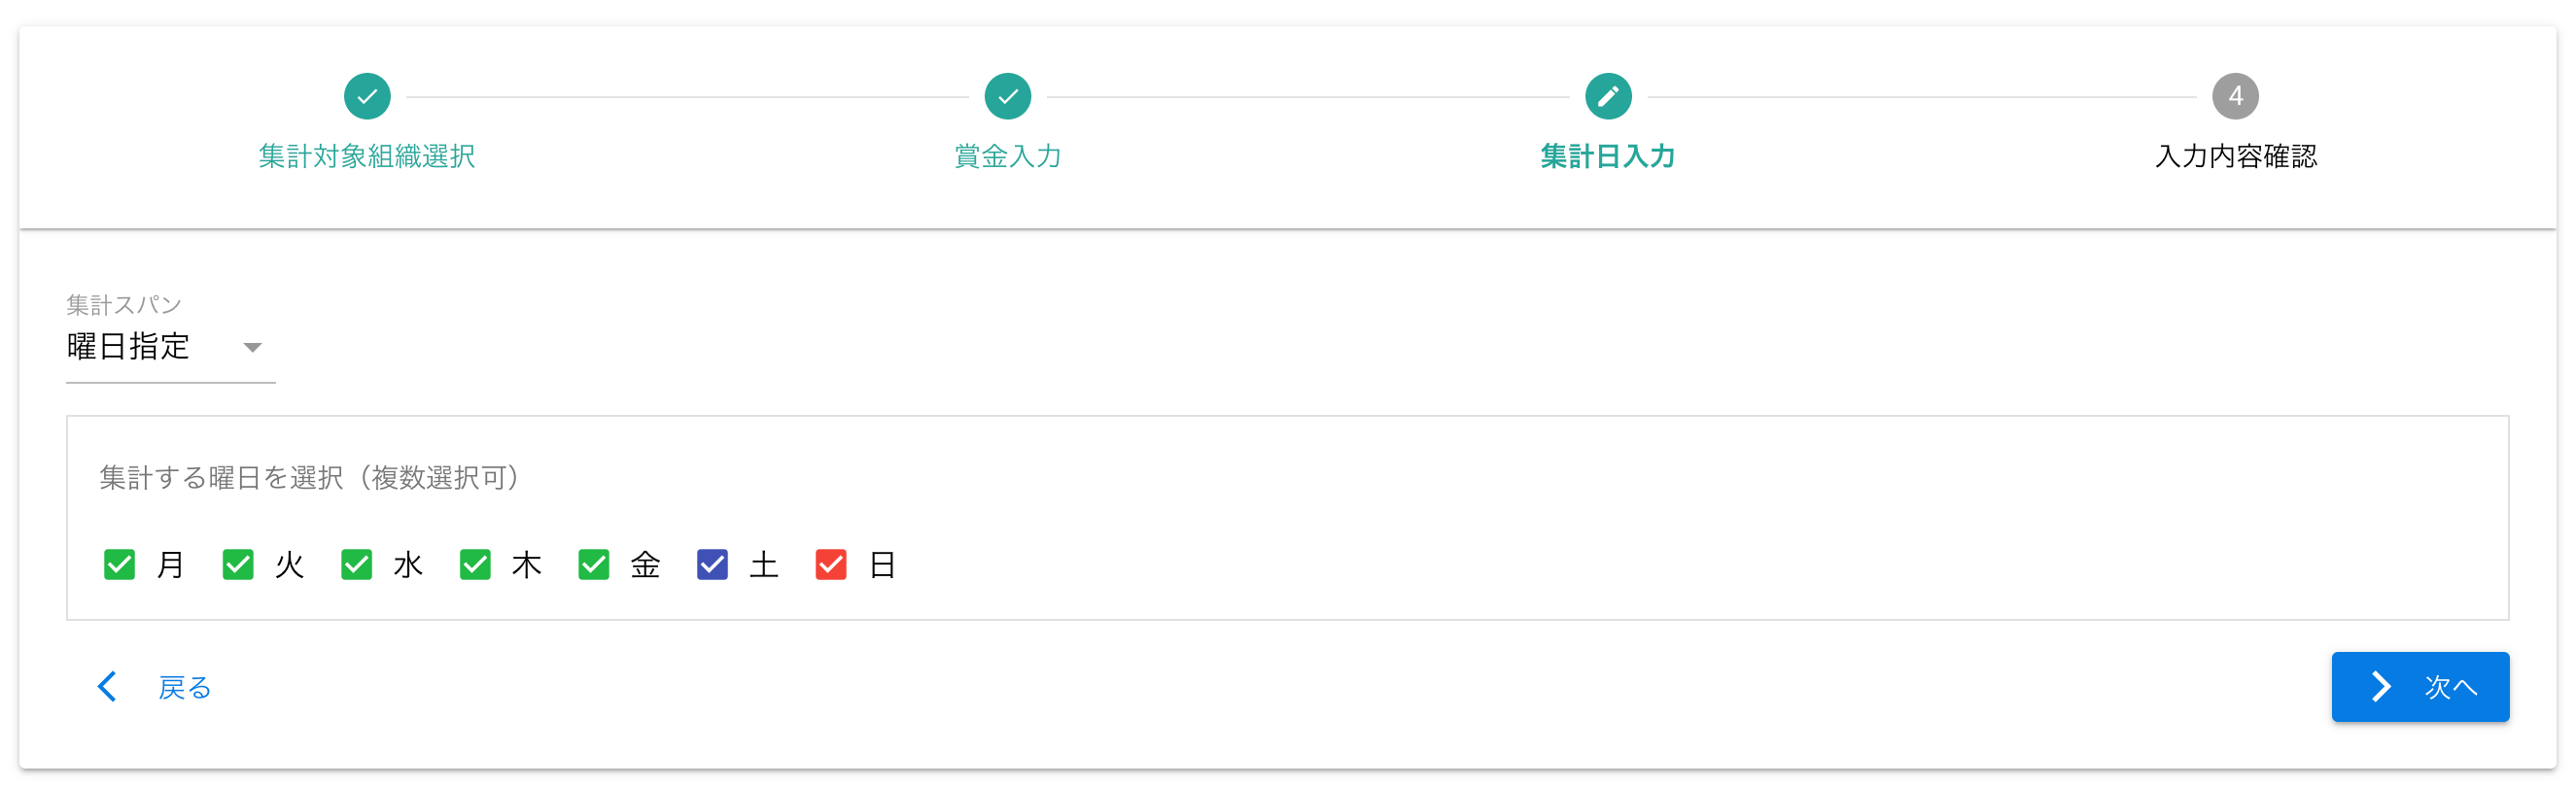 4
集計対象組織選択
賞金入力
集計日入力
入力内容確認
集計スパン
曜日指定
集計する曜日を選択（複数選択可）
月 火 水 木 金 土 日
戻る
次へ